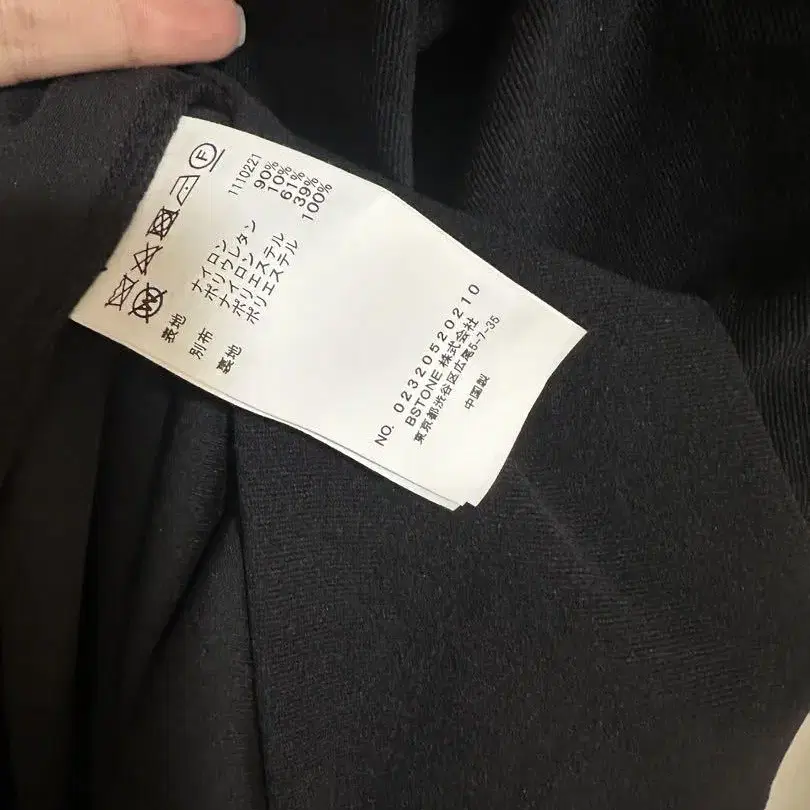 F
W
1110221
表地 ナイロン 90%
ポリウレタン 10%
別布 ナイロン 61%
ポリエステル 39%
裏地 ポリエステル 100%
NO. 02320520210
BSTONE 株式会社
東京都渋谷区広尾5-7-35
中国製